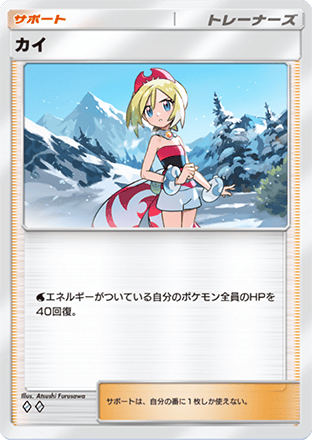 サポート
トレーナーズ
カイ
エネルギーがついている自分のポケモン全員のHPを
40回復。
Illus. Atsushi Furusawa
サポートは、自分の番に1枚しか使えない。